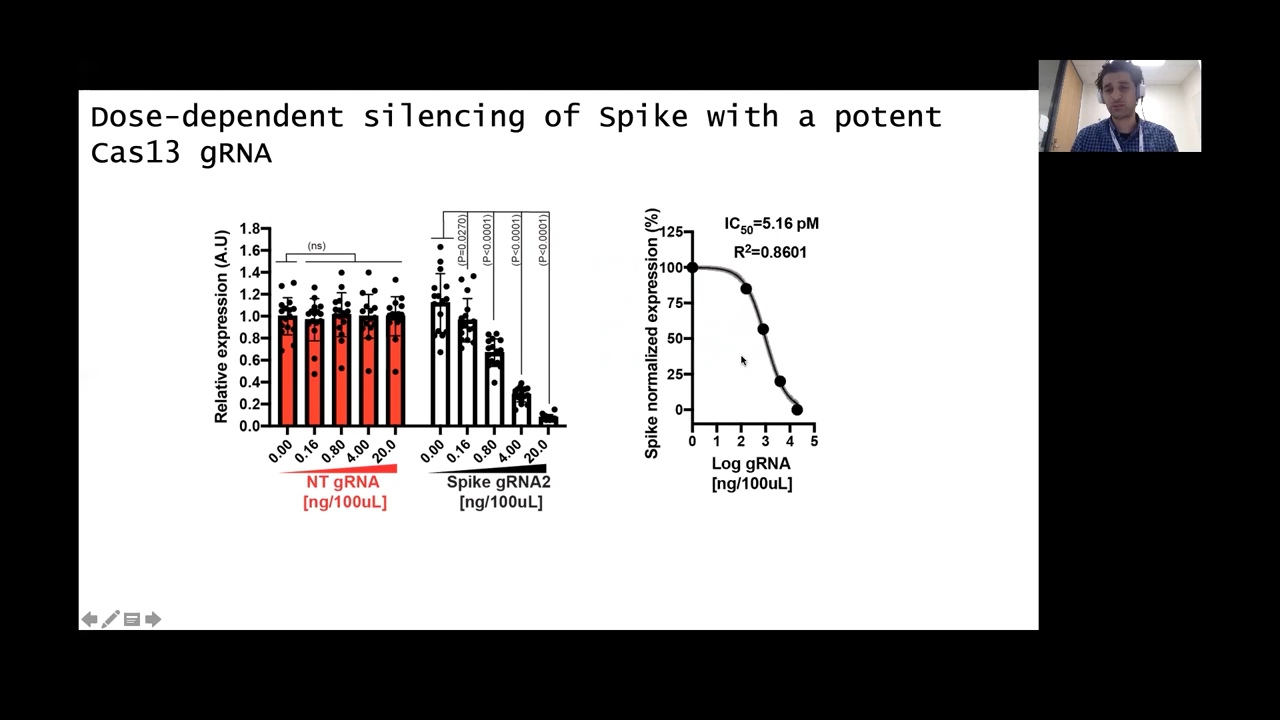 Dose-dependent silencing of Spike with a potent
Cas13 gRNA
Relative expression (A.U)
1.8
1.6
1.4
1.2
1.0
0.8
0.6
0.4
0.2
0.0
(ns)
(P=0.0270)
(P<0.0001)
(P<0.0001)
(P<0.0001)
0.00
0.16
0.80
4.00
20.0
0.00
0.16
0.80
4.00
20.0
NT gRNA
[ng/100uL]
Spike gRNA2
[ng/100uL]
Spike normalized expression (%)
125
100
75
50
25
0
IC50=5.16 pM
R2=0.8601
0 1 2 3 4 5
Log gRNA
[ng/100uL]